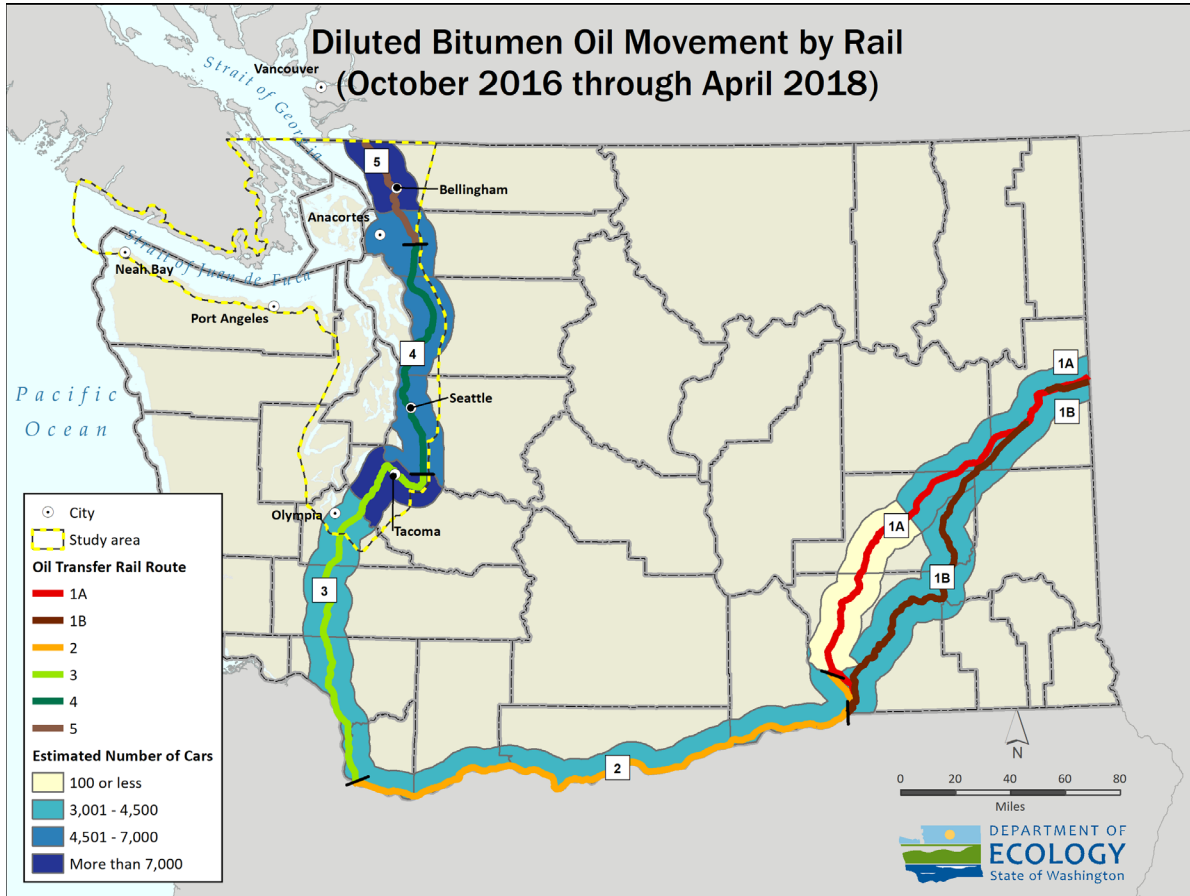 Diluted Bitumen Oil Movement by Rail
(October 2016 through April 2018)
Vancouver
Strait of Georgia
5
Bellingham
Anacortes
Neah Bay
Strait of Juan de Fuca
Port Angeles
4
Pacific
Ocean
Seattle
1A
1B
Olympia
Tacoma
1A
1B
3
2
City
Study area
Oil Transfer Rail Route
1A
1B
2
3
4
5
Estimated Number of Cars
100 or less
3,001 - 4,500
4,501 - 7,000
More than 7,000
N
0 20 40 60 80
Miles
DEPARTMENT OF
ECOLOGY
State of Washington